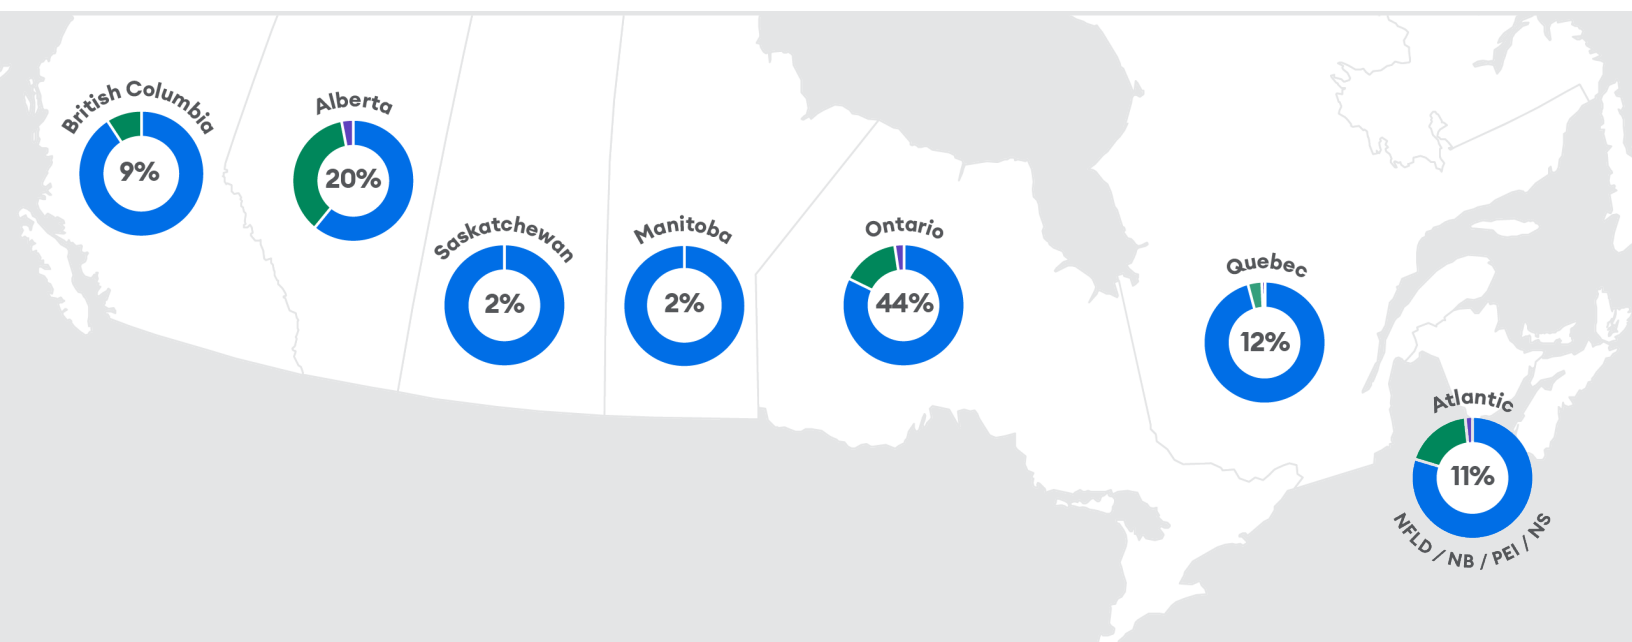 British Columbia
9%
Alberta
20%
Saskatchewan
2%
Manitoba
2%
Ontario
44%
Quebec
12%
Atlantic
11%
NFLD / NB / PEI / NS